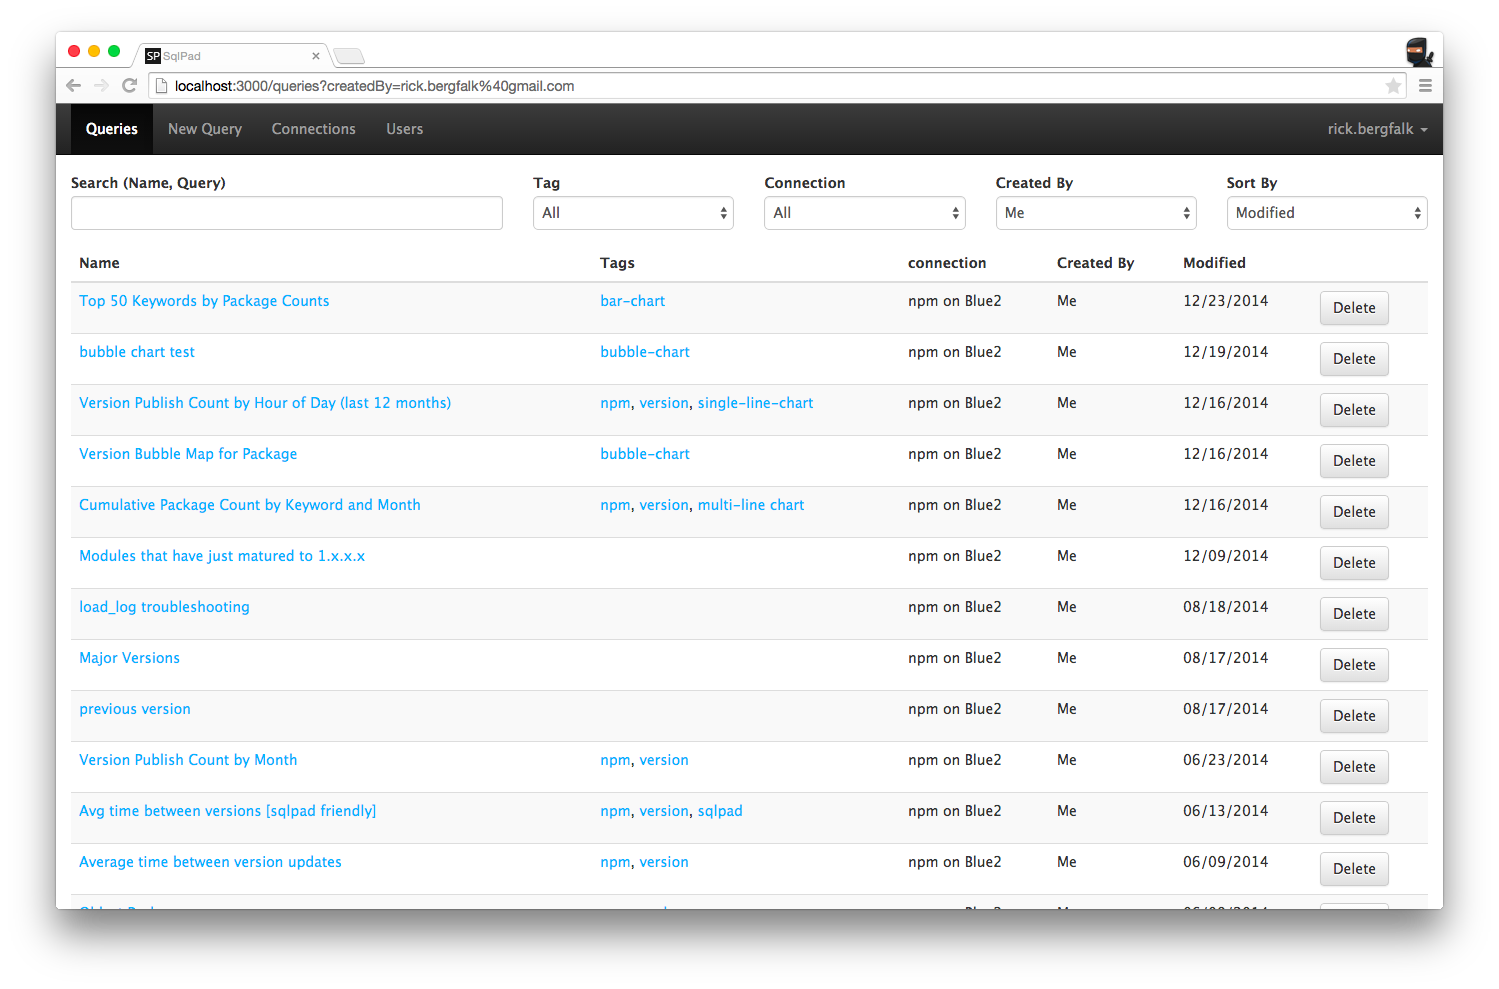 SP SqlPad
localhost:3000/queries?createdBy=rick.bergfalk%40gmail.com
Queries New Query Connections Users rick.bergfalk
Search (Name, Query) Tag Connection Created By Sort By
All All Me Modified
Name Tags connection Created By Modified
Top 50 Keywords by Package Counts bar-chart npm on Blue2 Me 12/23/2014 Delete
bubble chart test bubble-chart npm on Blue2 Me 12/19/2014 Delete
Version Publish Count by Hour of Day (last 12 months) npm, version, single-line-chart npm on Blue2 Me 12/16/2014 Delete
Version Bubble Map for Package bubble-chart npm on Blue2 Me 12/16/2014 Delete
Cumulative Package Count by Keyword and Month npm, version, multi-line chart npm on Blue2 Me 12/16/2014 Delete
Modules that have just matured to 1.x.x.x npm on Blue2 Me 12/09/2014 Delete
load_log troubleshooting npm on Blue2 Me 08/18/2014 Delete
Major Versions npm on Blue2 Me 08/17/2014 Delete
previous version npm on Blue2 Me 08/17/2014 Delete
Version Publish Count by Month npm, version npm on Blue2 Me 06/23/2014 Delete
Avg time between versions [sqlpad friendly] npm, version, sqlpad npm on Blue2 Me 06/13/2014 Delete
Average time between version updates npm, version npm on Blue2 Me 06/09/2014 Delete